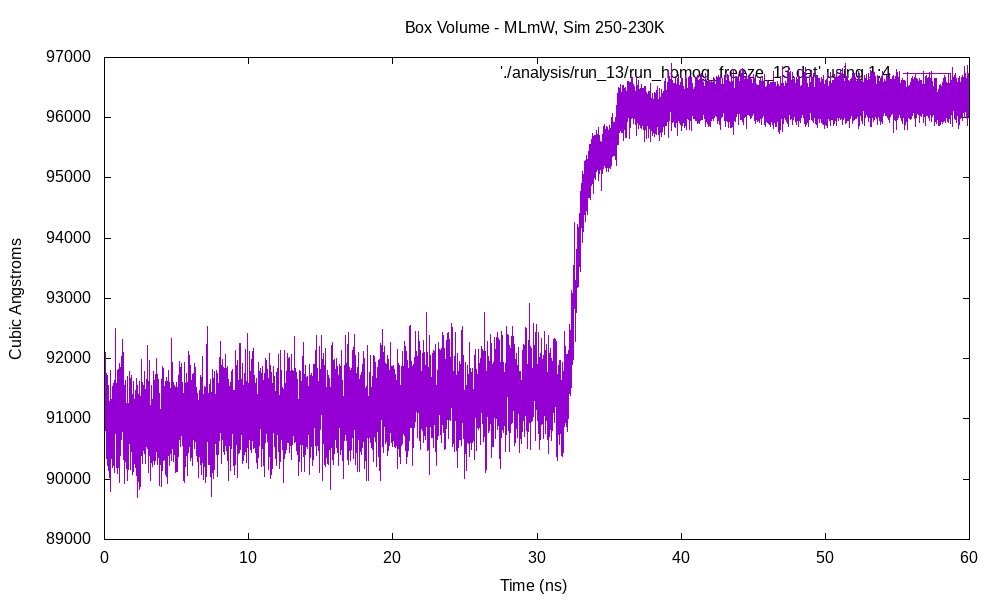 Box Volume - MLmW, Sim 250-230K
97000
'./analysis/run_13/run_homog_freeze_13.dat' using 1:4
96000
95000
94000
93000
92000
91000
90000
89000
Cubic Angstroms
0 10 20 30 40 50 60
Time (ns)